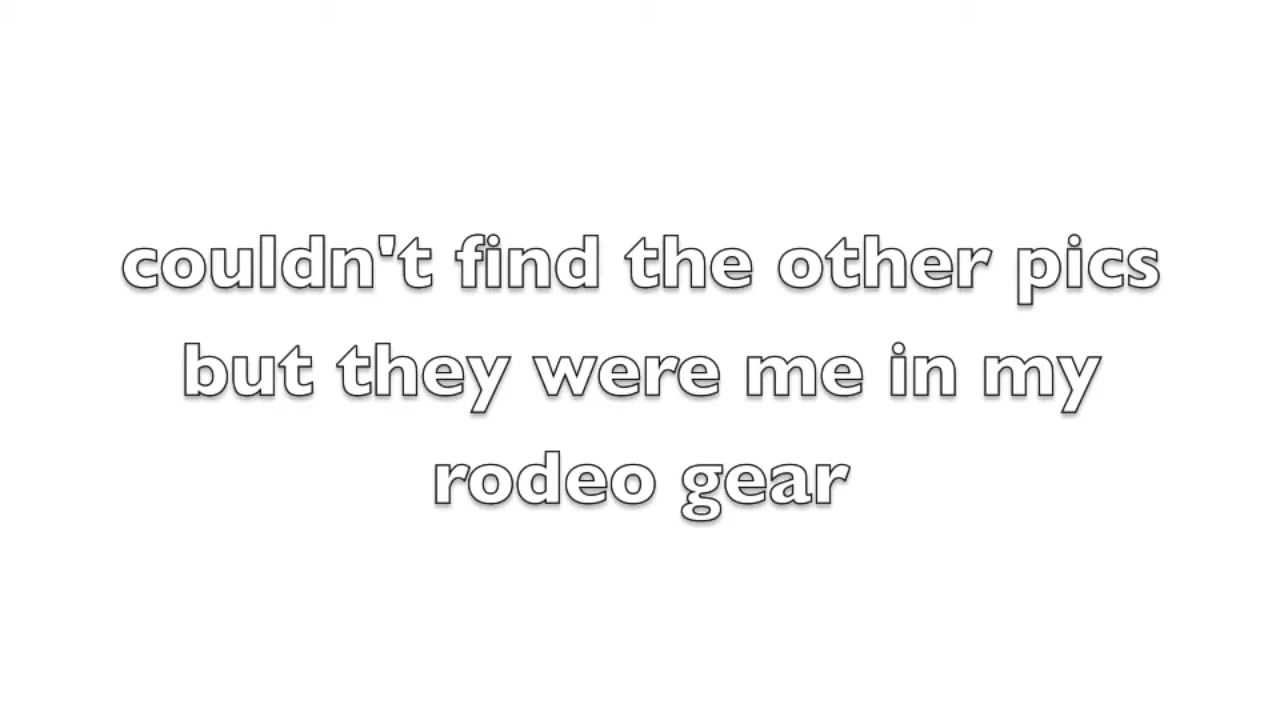 couldn't find the other pics
but they were me in my
rodeo gear